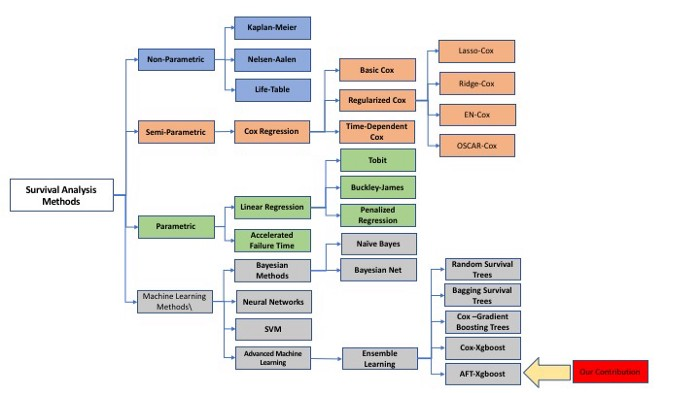 Survival Analysis
Methods
Non-Parametric
Kaplan-Meier
Nelsen-Aalen
Life-Table
Semi-Parametric
Cox Regression
Basic Cox
Regularized Cox
Time-Dependent
Cox
Lasso-Cox
Ridge-Cox
EN-Cox
OSCAR-Cox
Parametric
Linear Regression
Tobit
Buckley-James
Penalized
Regression
Accelerated
Failure Time
Machine Learning
Methods\
Bayesian
Methods
Naïve Bayes
Bayesian Net
Neural Networks
SVM
Advanced Machine
Learning
Ensemble
Learning
Random Survival
Trees
Bagging Survival
Trees
Cox –Gradient
Boosting Trees
Cox-Xgboost
AFT-Xgboost
Our Contribution